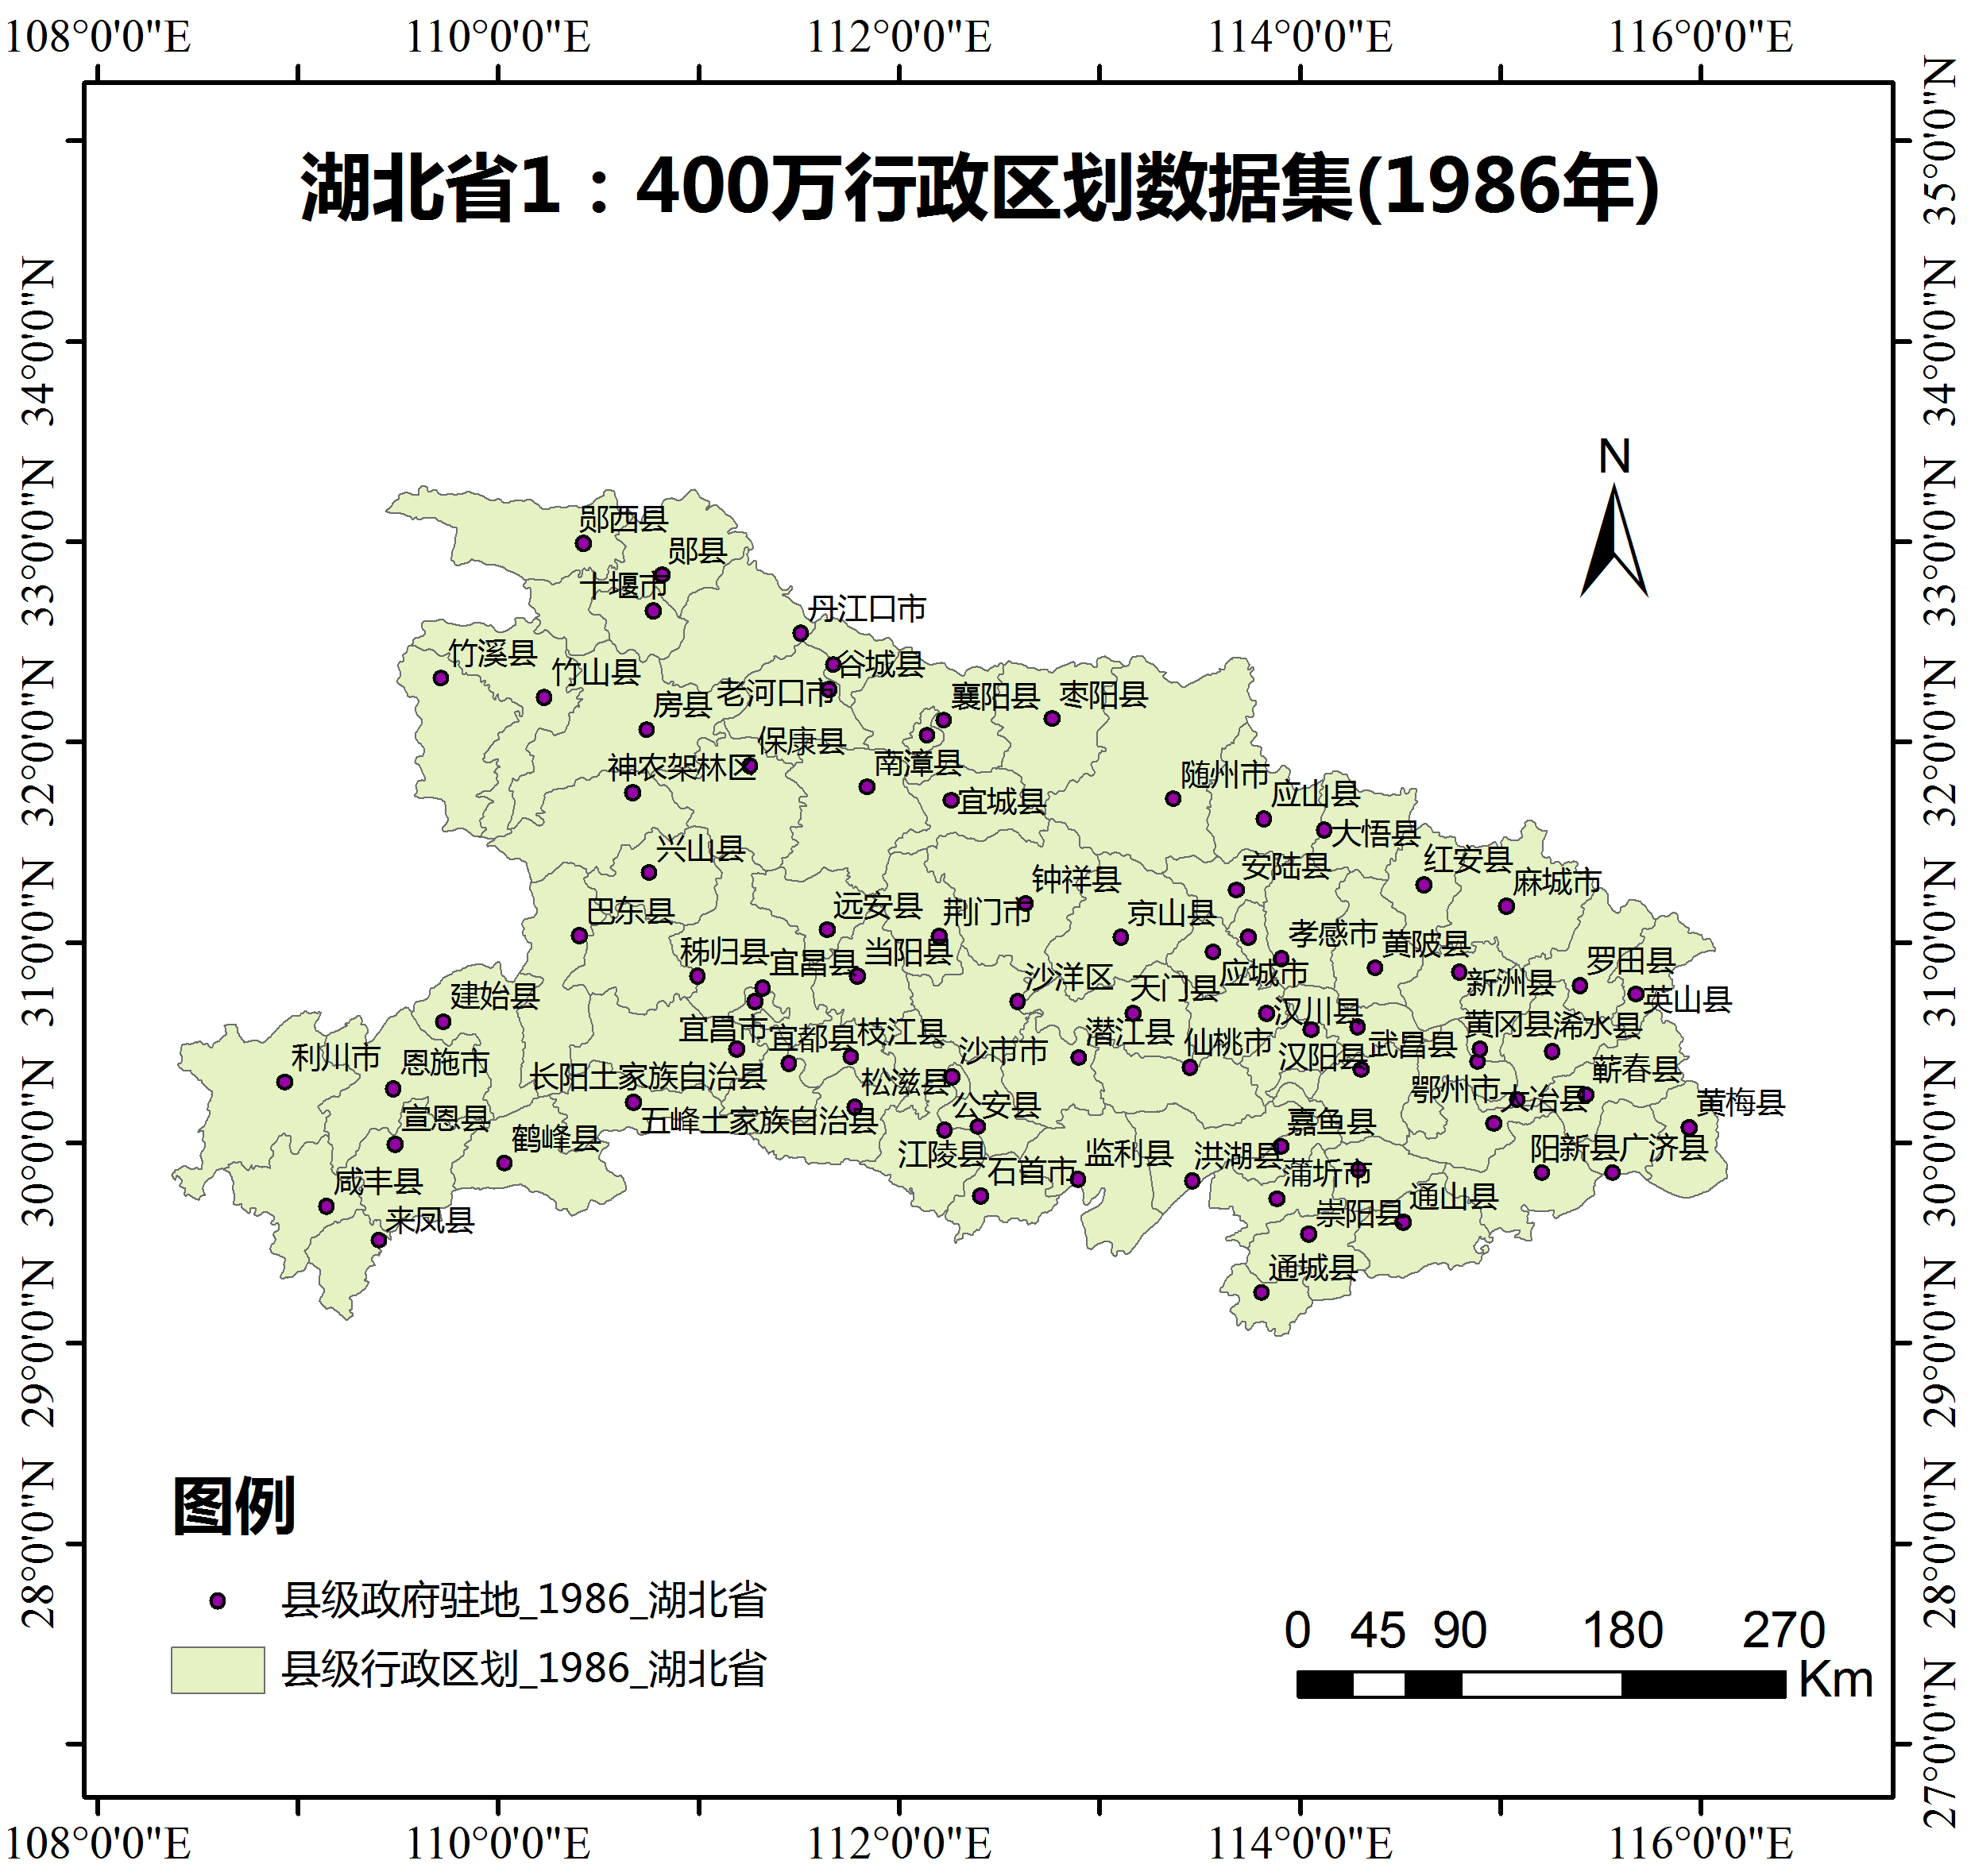 108°0'0"E 110°0'0"E 112°0'0"E 114°0'0"E 116°0'0"E
湖北省1：400万行政区划数据集(1986年)
35°0'0"N
34°0'0"N 34°0'0"N
33°0'0"N 33°0'0"N
32°0'0"N 32°0'0"N
31°0'0"N 31°0'0"N
30°0'0"N 30°0'0"N
29°0'0"N 29°0'0"N
28°0'0"N 28°0'0"N
27°0'0"N
N
郧西县
郧县
十堰市
丹江口市
竹溪县
竹山县
谷城县
老河口市
房县
襄阳县
枣阳县
保康县
神农架林区
南漳县
宜城县
随州市
应山县
大悟县
兴山县
钟祥县
安陆县
红安县
麻城市
巴东县
远安县
荆门市
京山县
孝感市
黄陂县
秭归县
宜昌县
当阳县
沙洋区
天门县
应城市
新洲县
罗田县
英山县
建始县
宜昌市
宜都县
枝江县
沙市市
潜江县
仙桃市
汉川县
汉阳县
武昌县
黄冈县
浠水县
利川市
恩施市
长阳土家族自治县
松滋县
鄂州市
大冶县
蕲春县
黄梅县
宣恩县
鹤峰县
五峰土家族自治县
公安县
江陵县
石首市
监利县
洪湖县
嘉鱼县
蒲圻市
阳新县
广济县
咸丰县
来凤县
崇阳县
通山县
通城县
图例
县级政府驻地_1986_湖北省
县级行政区划_1986_湖北省
0 45 90 180 270
Km
108°0'0"E 110°0'0"E 112°0'0"E 114°0'0"E 116°0'0"E